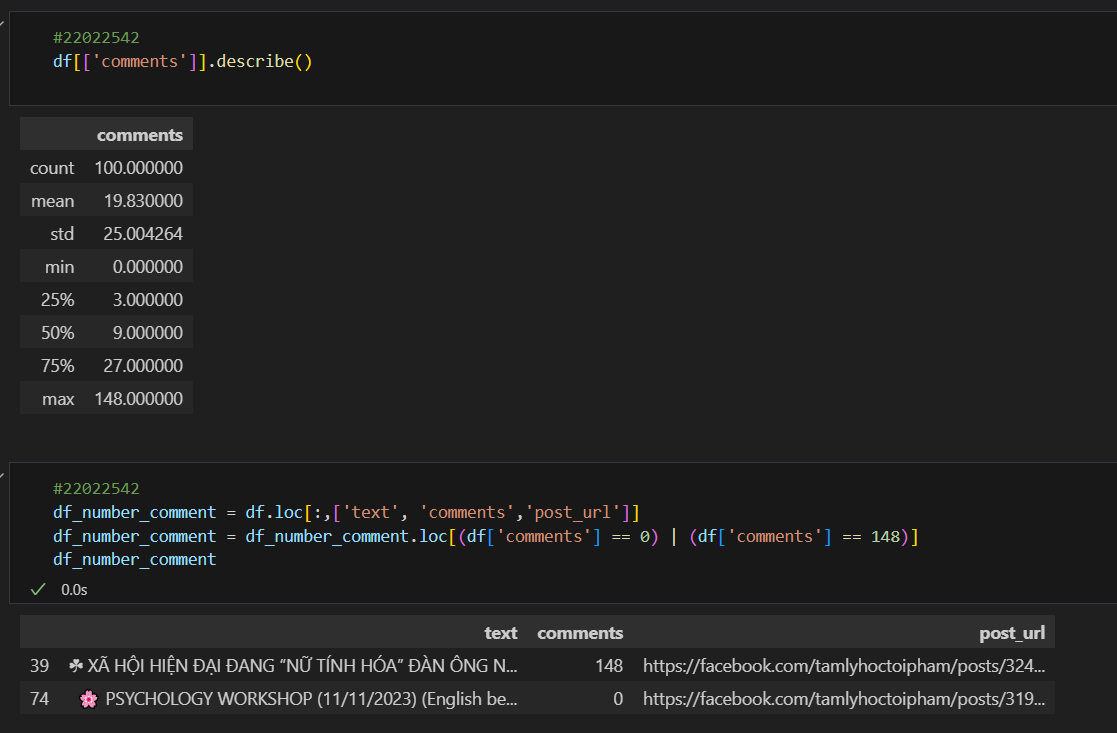 #22022542
df[['comments']].describe()
comments
count 100.000000
mean 19.830000
std 25.004264
min 0.000000
25% 3.000000
50% 9.000000
75% 27.000000
max 148.000000
#22022542
df_number_comment = df.loc[:,['text', 'comments','post_url']]
df_number_comment = df_number_comment.loc[(df['comments'] == 0) | (df['comments'] == 148)]
df_number_comment
0.0s
text comments post_url
39 ☘ XÃ HỘI HIỆN ĐẠI ĐANG “NỮ TÍNH HÓA” ĐÀN ÔNG N... 148 https://facebook.com/tamlyhoctoipham/posts/324...
74 🌸 PSYCHOLOGY WORKSHOP (11/11/2023) (English be... 0 https://facebook.com/tamlyhoctoipham/posts/319...